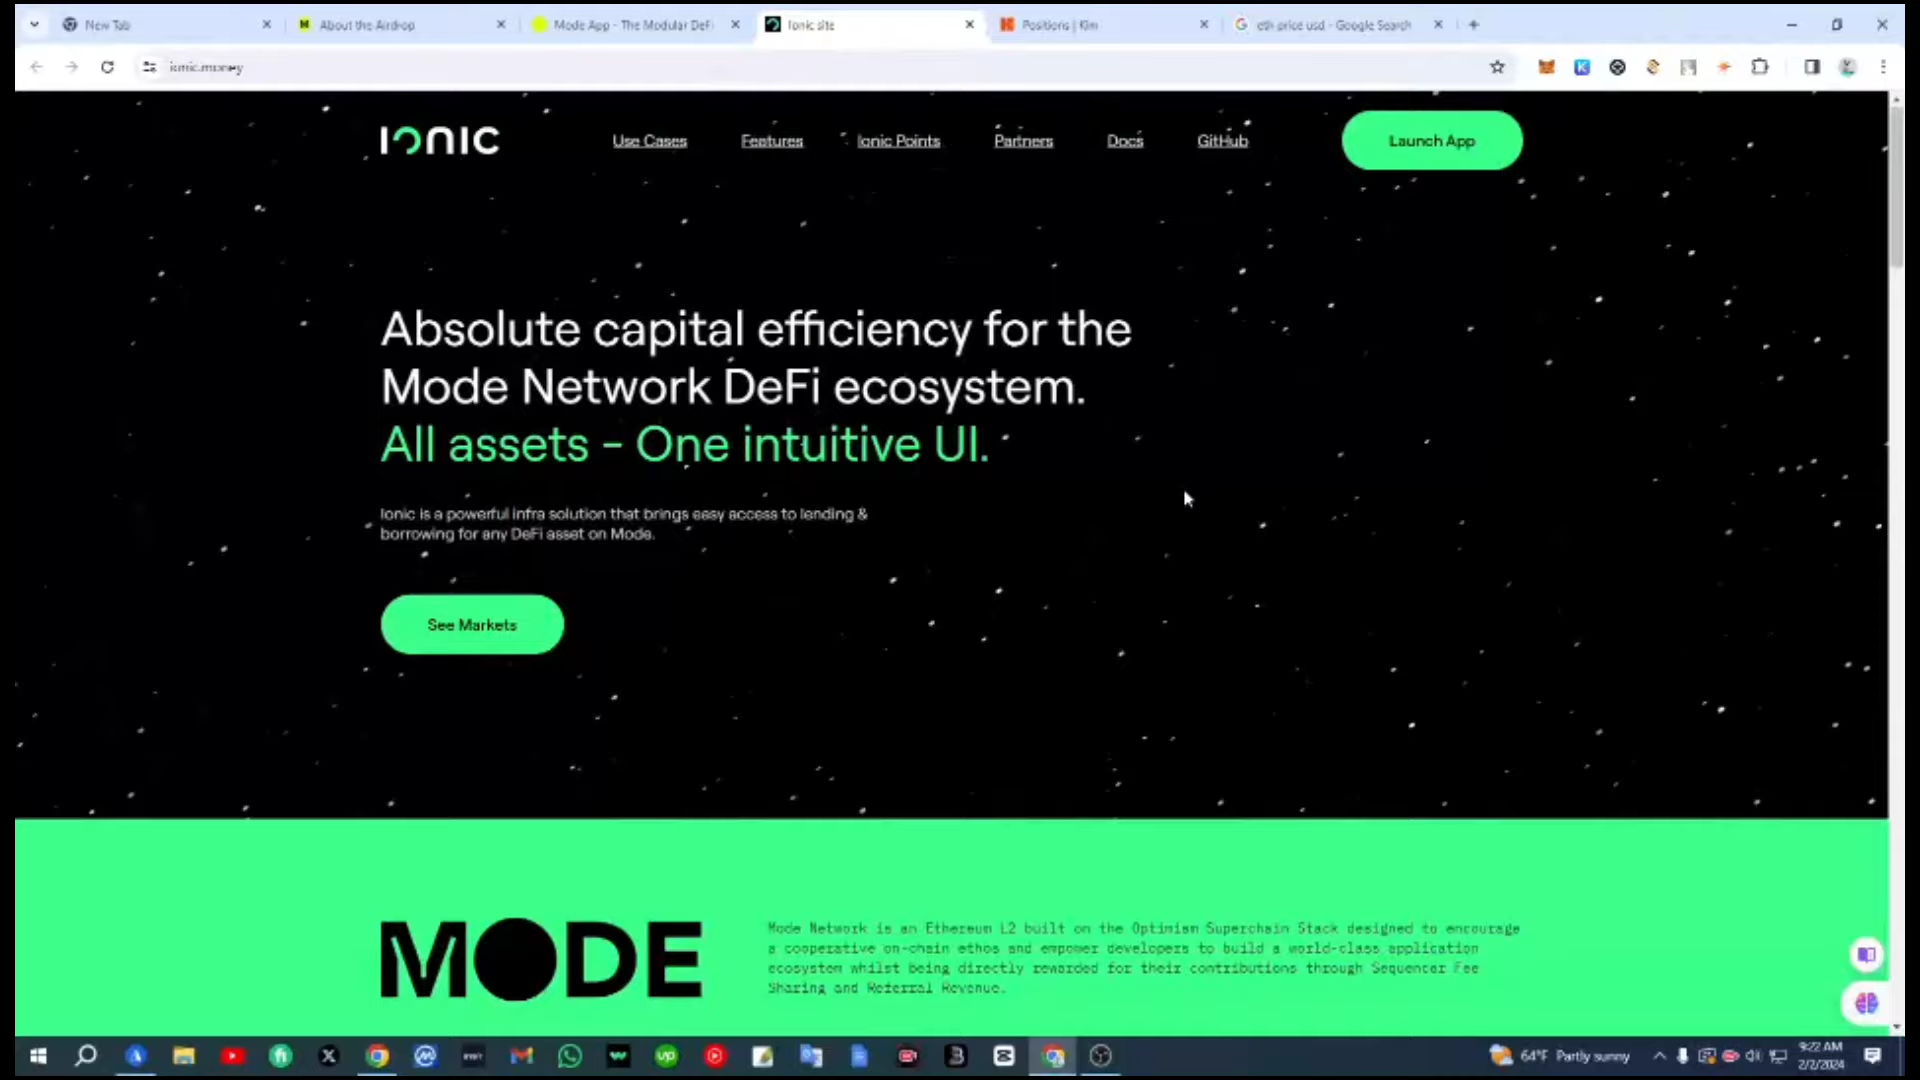 New Tab
About the Airdrop
Mode App - The Modular DeFi
Ionic site
Positions | Kim
eth price usd - Google Search
ionic.money
IONIC
Use Cases
Features
Ionic Points
Partners
Docs
GitHub
Launch App
Absolute capital efficiency for the
Mode Network DeFi ecosystem.
All assets – One intuitive UI.
Ionic is a powerful infra solution that brings easy access to lending &
borrowing for any DeFi asset on Mode.
See Markets
MODE
Mode Network is an Ethereum L2 built on the Optimism Superchain Stack designed to encourage
a cooperative on-chain ethos and empower developers to build a world-class application
ecosystem whilst being directly rewarded for their contributions through Sequencer Fee
Sharing and Referral Revenue.
64°F Partly sunny
9:22 AM
2/2/2024